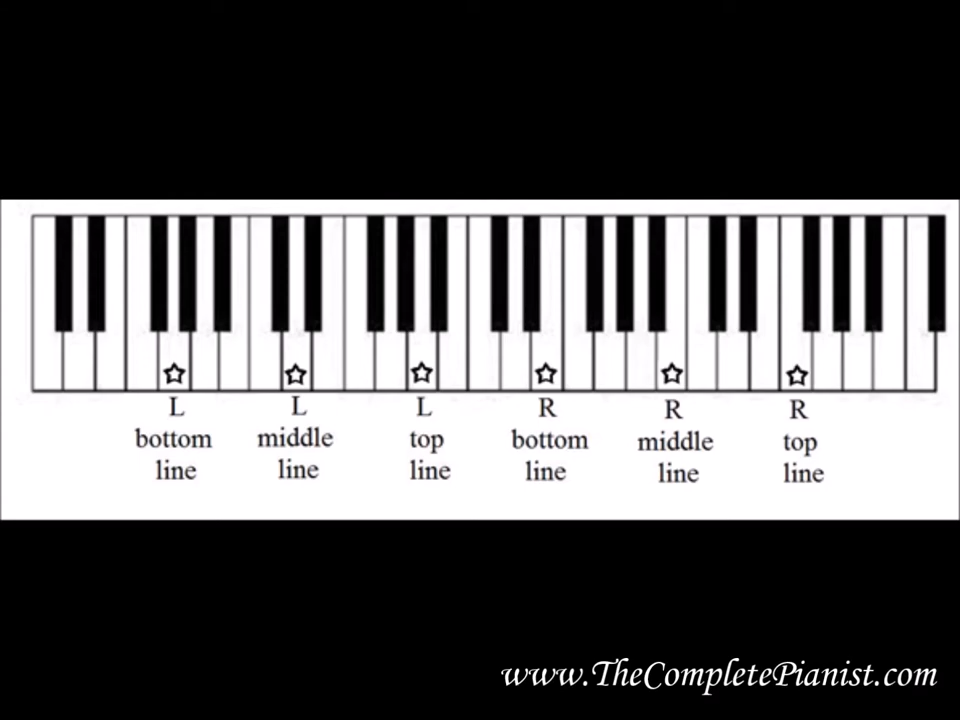 L L L R R R
bottom middle top bottom middle top
line line line line line line
www.TheCompletePianist.com